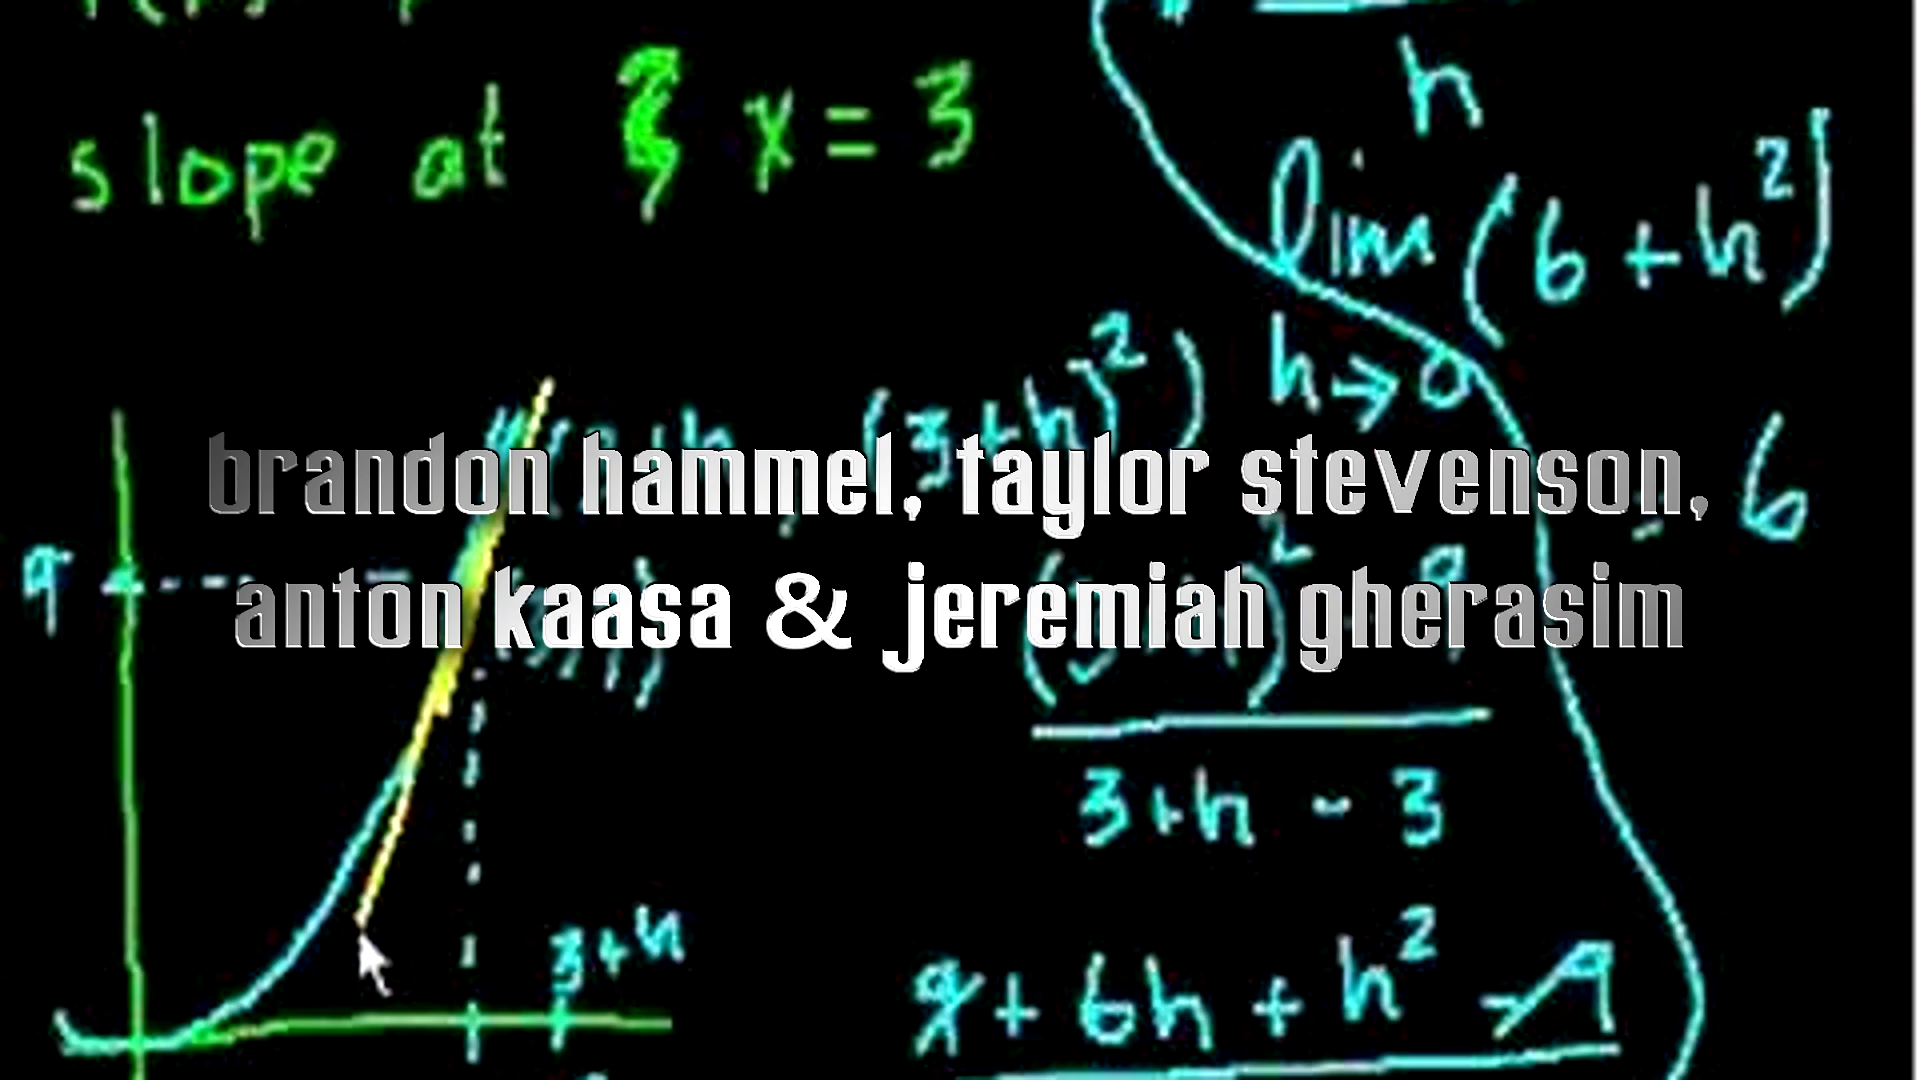 slope at x = 3
h
lim (6 + h²)
h→0
(3+h)²)
brandon hammel, taylor stevenson,
6
9
anton kaasa & jeremiah gherasim
3+h - 3
3+h
9 + 6h + h² - 9